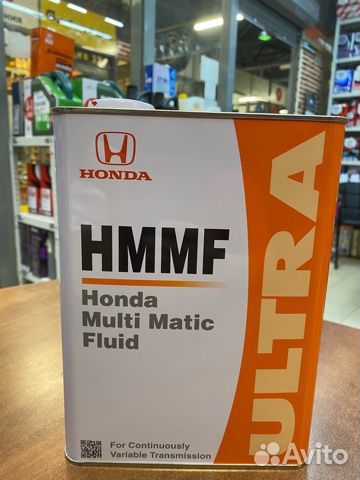 HONDA
HMMF
Honda
Multi Matic
Fluid
ULTRA
For Continuously
Variable Transmission
Avito